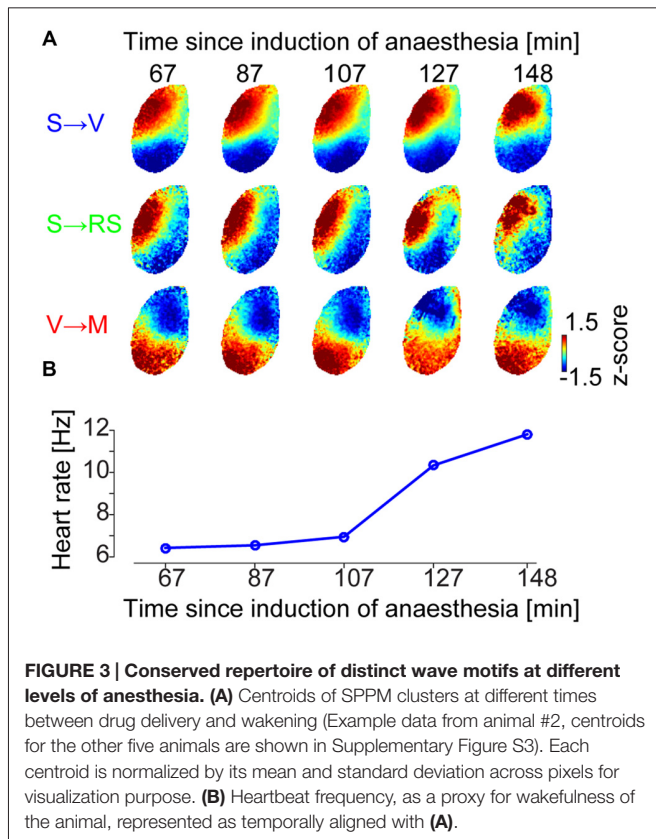 A
Time since induction of anaesthesia [min]
67 87 107 127 148
S→V
S→RS
V→M
1.5
-1.5
z-score
B
12
10
8
6
Heart rate [Hz]
67 87 107 127 148
Time since induction of anaesthesia [min]
FIGURE 3 | Conserved repertoire of distinct wave motifs at different
levels of anesthesia. (A) Centroids of SPPM clusters at different times
between drug delivery and wakening (Example data from animal #2, centroids
for the other five animals are shown in Supplementary Figure S3). Each
centroid is normalized by its mean and standard deviation across pixels for
visualization purpose. (B) Heartbeat frequency, as a proxy for wakefulness of
the animal, represented as temporally aligned with (A).